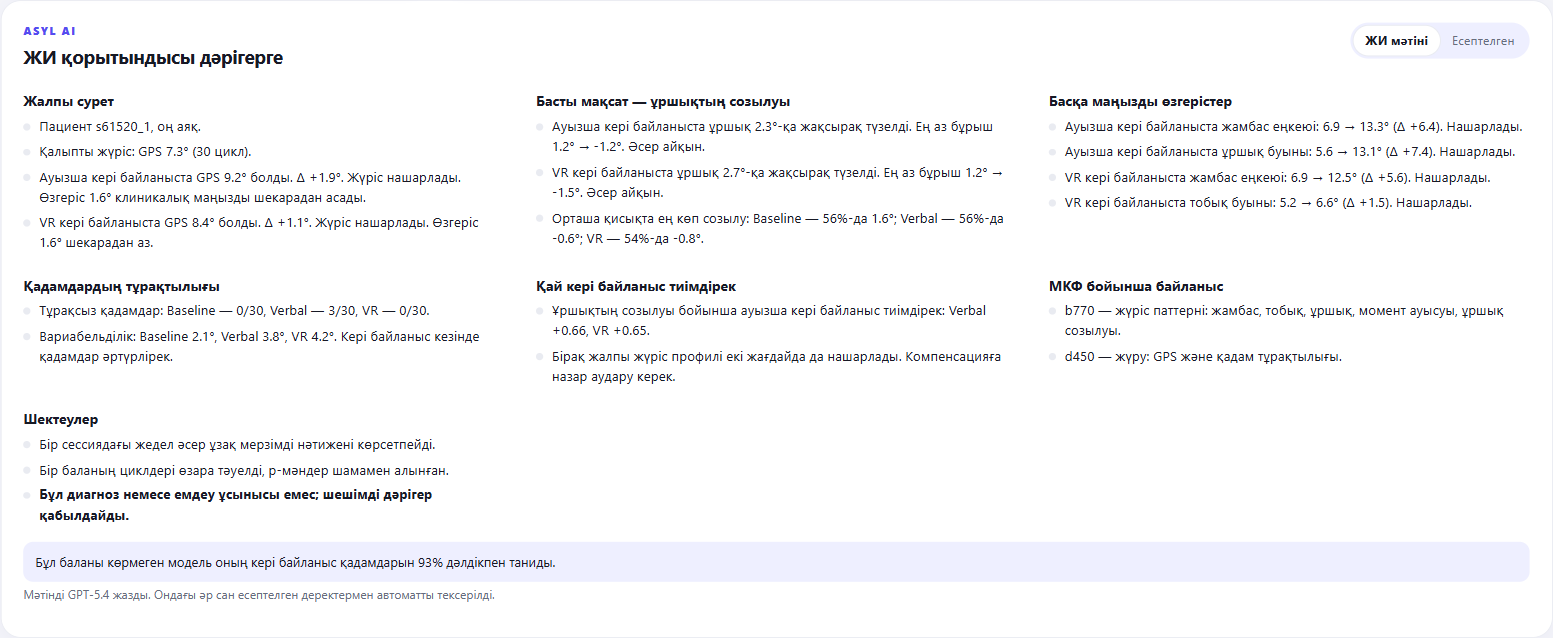 ASYL AI
ЖИ қорытындысы дәрігерге
ЖИ мәтіні
Есептелген
Жалпы сурет
Пациент s61520_1, оң аяқ.
Қалыпты жүріс: GPS 7.3° (30 цикл).
Ауызша кері байланыста GPS 9.2° болды. Δ +1.9°. Жүріс нашарлады.
Өзгеріс 1.6° клиникалық маңызды шекарадан асады.
VR кері байланыста GPS 8.4° болды. Δ +1.1°. Жүріс нашарлады. Өзгеріс
1.6° шекарадан аз.
Басты мақсат — ұршықтың созылуы
Ауызша кері байланыста ұршық 2.3°-қа жақсырақ түзелді. Ең аз бұрыш
1.2° → -1.2°. Әсер айқын.
VR кері байланыста ұршық 2.7°-қа жақсырақ түзелді. Ең аз бұрыш 1.2° →
-1.5°. Әсер айқын.
Орташа қисықта ең көп созылу: Baseline — 56%-да 1.6°; Verbal — 56%-да
-0.6°; VR — 54%-да -0.8°.
Басқа маңызды өзгерістер
Ауызша кері байланыста жамбас еңкеюі: 6.9 → 13.3° (Δ +6.4). Нашарлады.
Ауызша кері байланыста ұршық буыны: 5.6 → 13.1° (Δ +7.4). Нашарлады.
VR кері байланыста жамбас еңкеюі: 6.9 → 12.5° (Δ +5.6). Нашарлады.
VR кері байланыста тобық буыны: 5.2 → 6.6° (Δ +1.5). Нашарлады.
Қадамдардың тұрақтылығы
Тұрақсыз қадамдар: Baseline — 0/30, Verbal — 3/30, VR — 0/30.
Вариабельділік: Baseline 2.1°, Verbal 3.8°, VR 4.2°. Кері байланыс кезінде
қадамдар әртүрлірек.
Қай кері байланыс тиімдірек
Ұршықтың созылуы бойынша ауызша кері байланыс тиімдірек: Verbal
+0.66, VR +0.65.
Бірақ жалпы жүріс профилі екі жағдайда да нашарлады. Компенсацияға
назар аудару керек.
МКФ бойынша байланыс
b770 — жүріс паттерні: жамбас, тобық, ұршық, момент ауысуы, ұршық
созылуы.
d450 — жүру: GPS және қадам тұрақтылығы.
Шектеулер
Бір сессиядағы жедел әсер ұзақ мерзімді нәтижені көрсетпейді.
Бір баланың циклдері өзара тәуелді, p-мәндер шамамен алынған.
Бұл диагноз немесе емдеу ұсынысы емес; шешімді дәрігер
қабылдайды.
Бұл баланы көрмеген модель оның кері байланыс қадамдарын 93% дәлдікпен таниды.
Мәтінді GPT-5.4 жазды. Ондағы әр сан есептелген деректермен автоматты тексерілді.